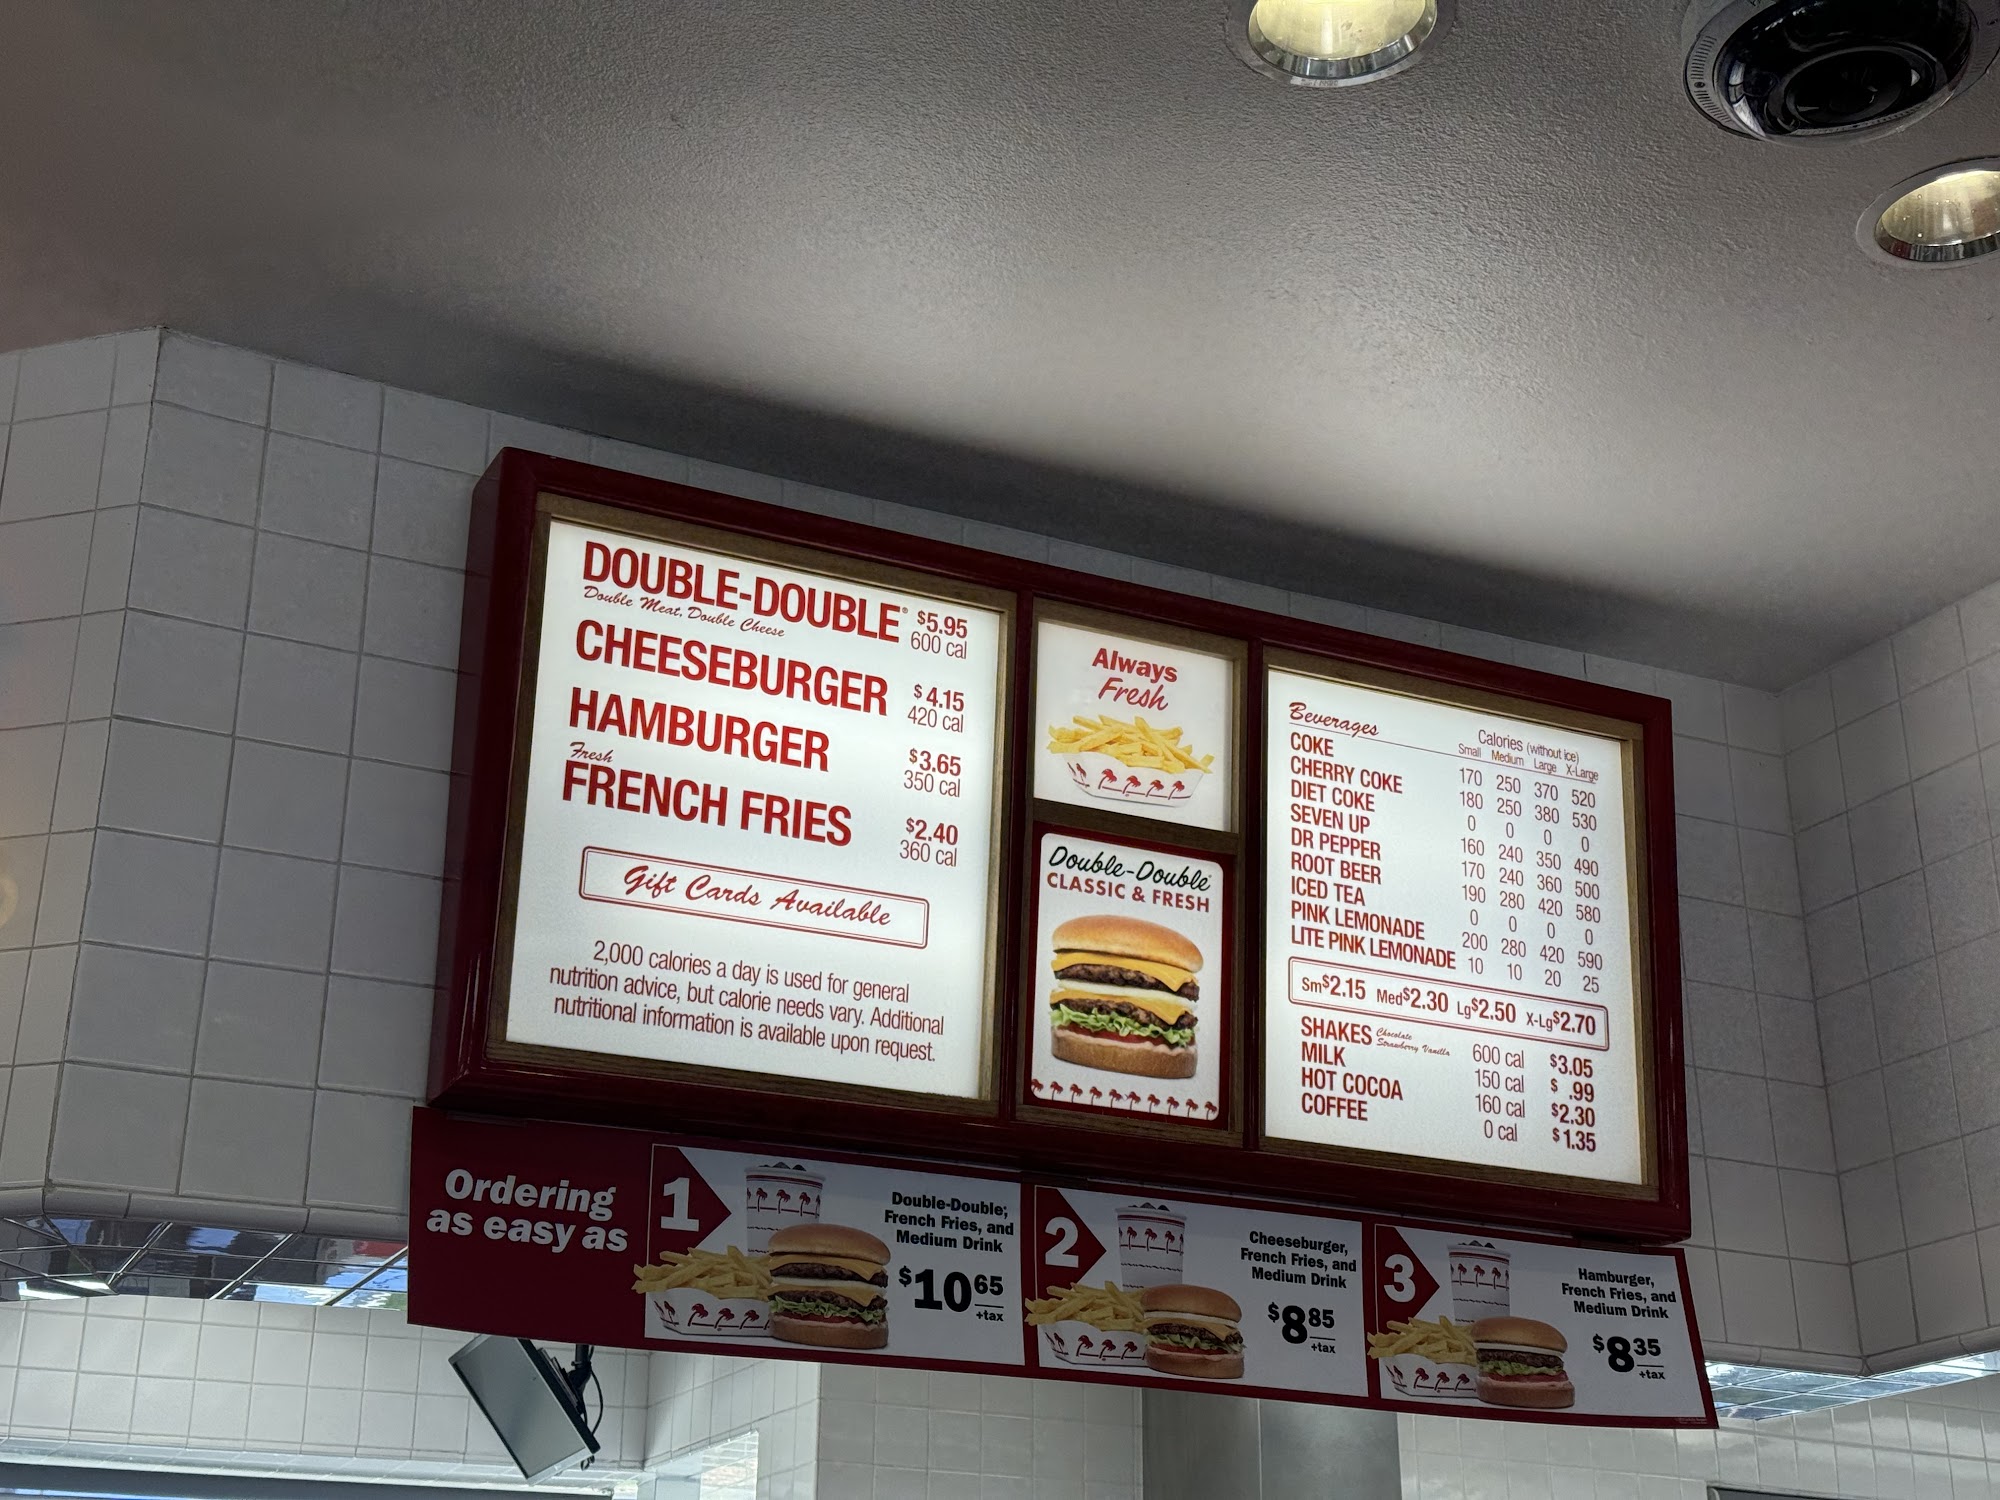 DOUBLE-DOUBLE® $5.95
Double Meat, Double Cheese 600 cal
CHEESEBURGER $4.15
420 cal
HAMBURGER $3.65
350 cal
Fresh
FRENCH FRIES $2.40
360 cal
Gift Cards Available
2,000 calories a day is used for general
nutrition advice, but calorie needs vary. Additional
nutritional information is available upon request.
Always
Fresh
Double-Double
CLASSIC & FRESH
Beverages Calories (without ice)
Small Medium Large X-Large
COKE 170 250 370 520
CHERRY COKE 180 250 380 530
DIET COKE 0 0 0 0
SEVEN UP 160 240 350 490
DR PEPPER 170 240 360 500
ROOT BEER 190 280 420 580
ICED TEA 0 0 0 0
PINK LEMONADE 200 280 420 590
LITE PINK LEMONADE 10 10 20 25
Sm$2.15 Med$2.30 Lg$2.50 X-Lg$2.70
SHAKES Chocolate Strawberry Vanilla 600 cal $3.05
MILK 150 cal $ .99
HOT COCOA 160 cal $2.30
COFFEE 0 cal $1.35
Ordering
as easy as
1
Double-Double,
French Fries, and
Medium Drink
$10 65
+tax
2
Cheeseburger,
French Fries, and
Medium Drink
$8 85
+tax
3
Hamburger,
French Fries, and
Medium Drink
$8 35
+tax